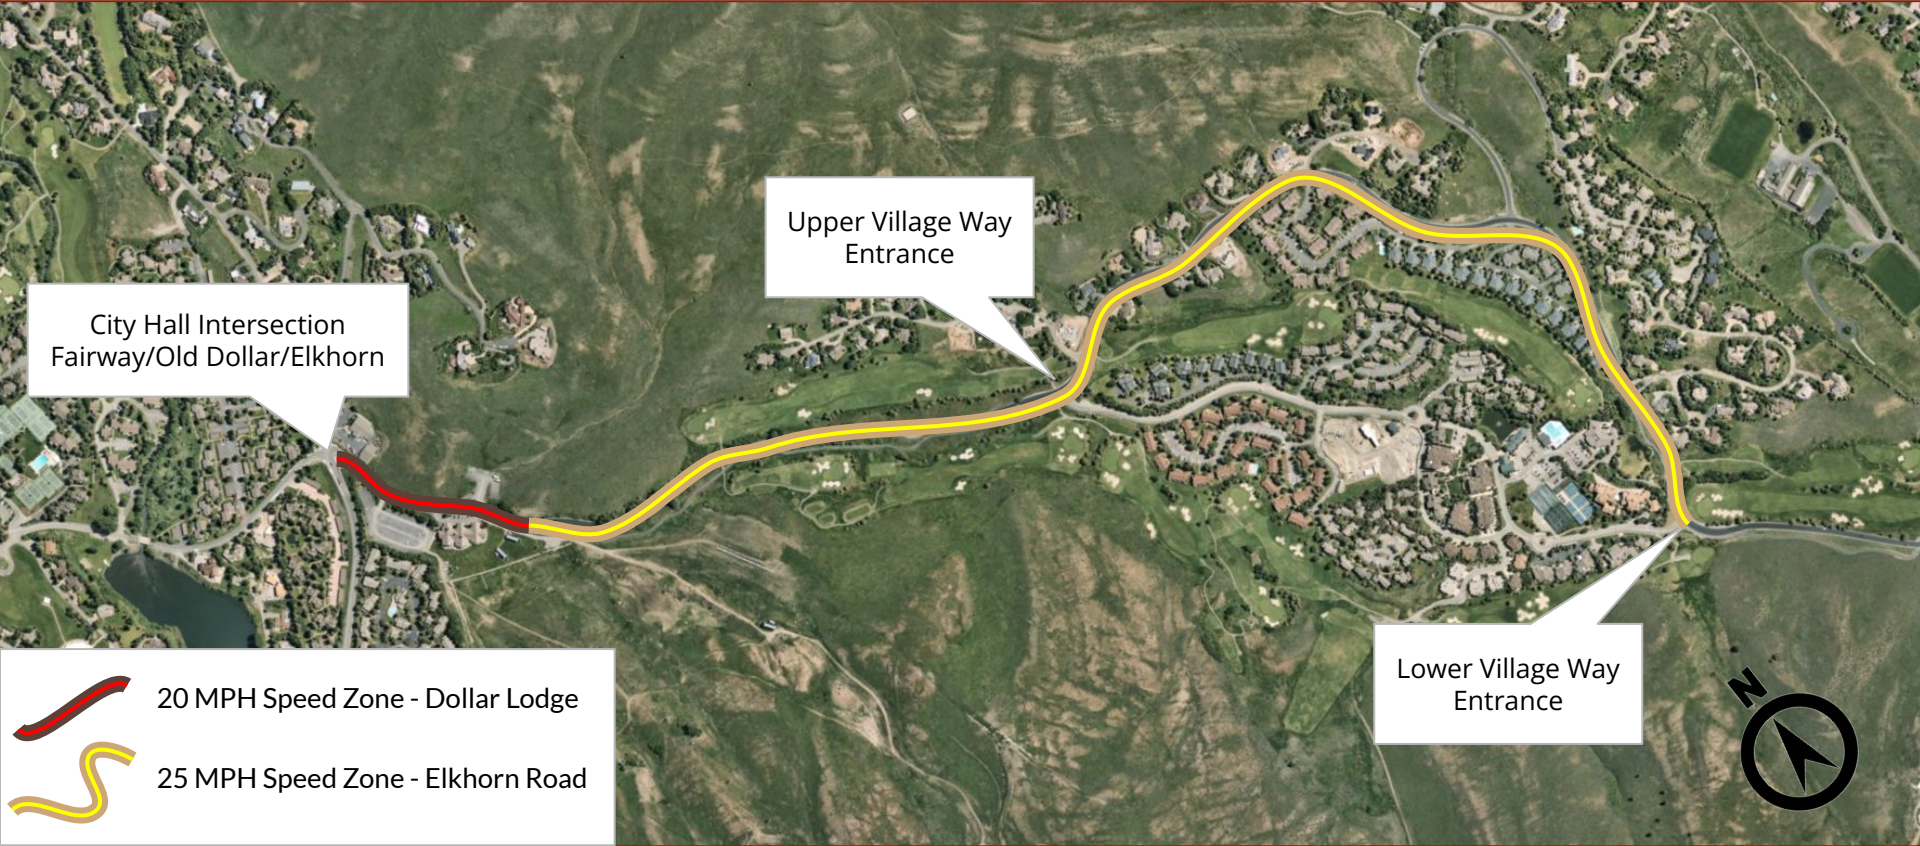 Upper Village Way
Entrance
City Hall Intersection
Fairway/Old Dollar/Elkhorn
Lower Village Way
Entrance
N
20 MPH Speed Zone - Dollar Lodge
25 MPH Speed Zone - Elkhorn Road